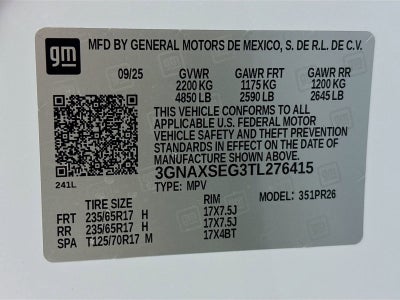 gm MFD BY GENERAL MOTORS DE MEXICO, S. DE R.L. DE C.V.
09/25 GVWR GAWR FRT GAWR RR
2200 KG 1175 KG 1200 KG
4850 LB 2590 LB 2645 LB
THIS VEHICLE CONFORMS TO ALL
APPLICABLE U.S. FEDERAL MOTOR
VEHICLE SAFETY AND THEFT PREVENTION
STANDARDS IN EFFECT ON THE DATE OF
MANUFACTURE SHOWN ABOVE.
3GNAXSEG3TL276415
241L TYPE: MPV
MODEL: 351PR26
TIRE SIZE RIM
FRT 235/65R17 H 17X7.5J
RR 235/65R17 H 17X7.5J
SPA T125/70R17 M 17X4BT